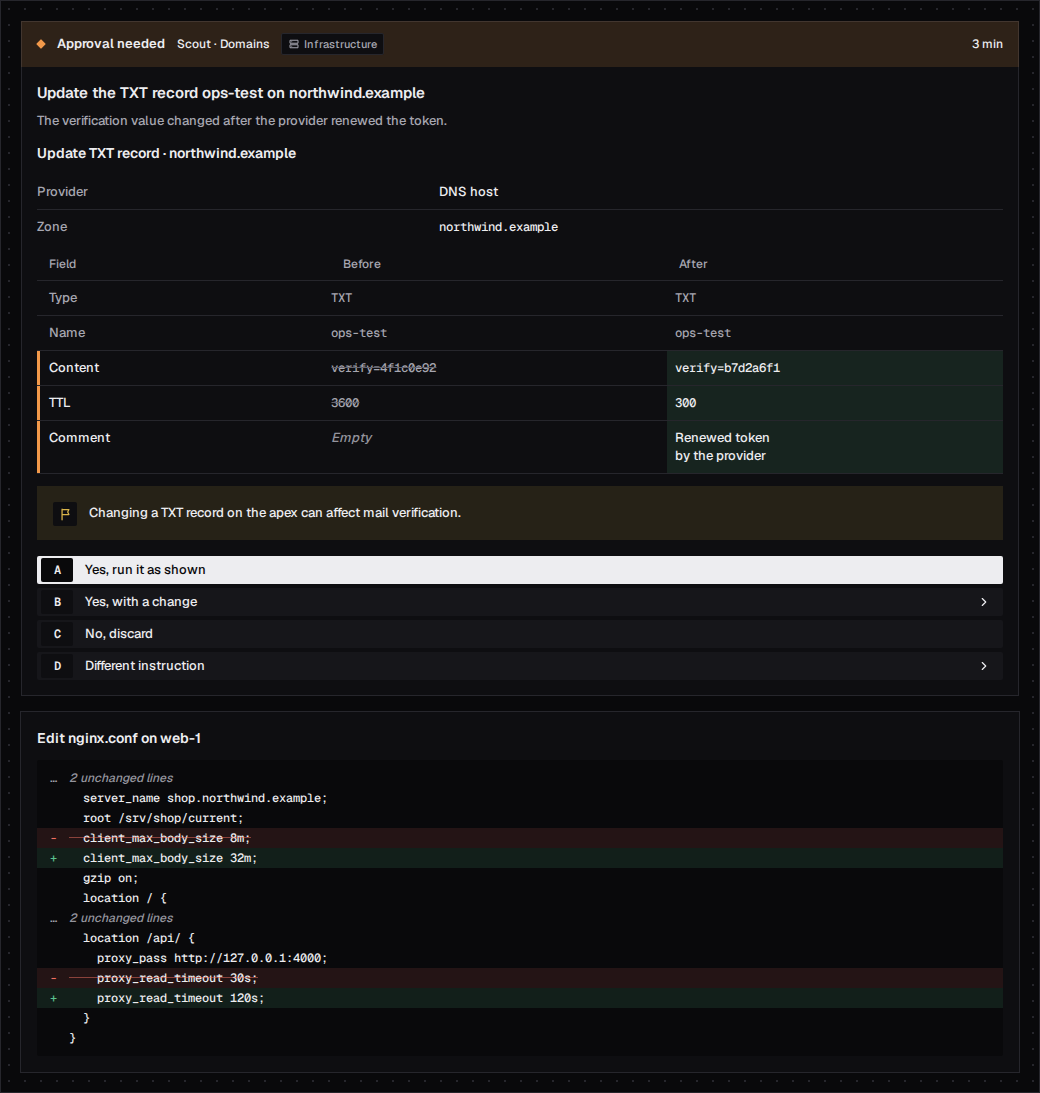 Approval needed Scout · Domains Infrastructure 3 min
Update the TXT record ops-test on northwind.example
The verification value changed after the provider renewed the token.
Update TXT record · northwind.example
Provider DNS host
Zone northwind.example
Field Before After
Type TXT TXT
Name ops-test ops-test
Content verify=4f1c0e92 verify=b7d2a6f1
TTL 3600 300
Comment Empty Renewed token
by the provider
Changing a TXT record on the apex can affect mail verification.
A Yes, run it as shown
B Yes, with a change
C No, discard
D Different instruction
Edit nginx.conf on web-1
… 2 unchanged lines
server_name shop.northwind.example;
root /srv/shop/current;
- client_max_body_size 8m;
+ client_max_body_size 32m;
gzip on;
location / {
… 2 unchanged lines
location /api/ {
proxy_pass http://127.0.0.1:4000;
- proxy_read_timeout 30s;
+ proxy_read_timeout 120s;
}
}